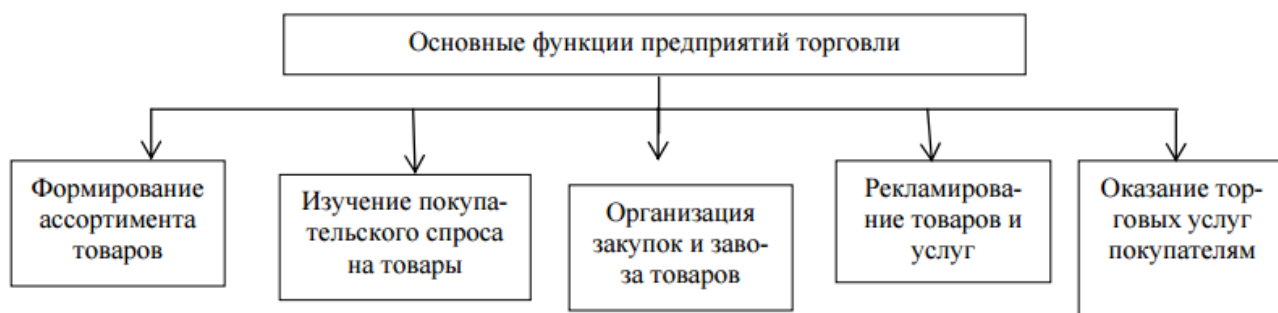 Основные функции предприятий торговли
Формирование
ассортимента
товаров
Изучение покупа-
тельского спроса
на товары
Организация
закупок и заво-
за товаров
Рекламирова-
ние товаров и
услуг
Оказание тор-
говых услуг
покупателям